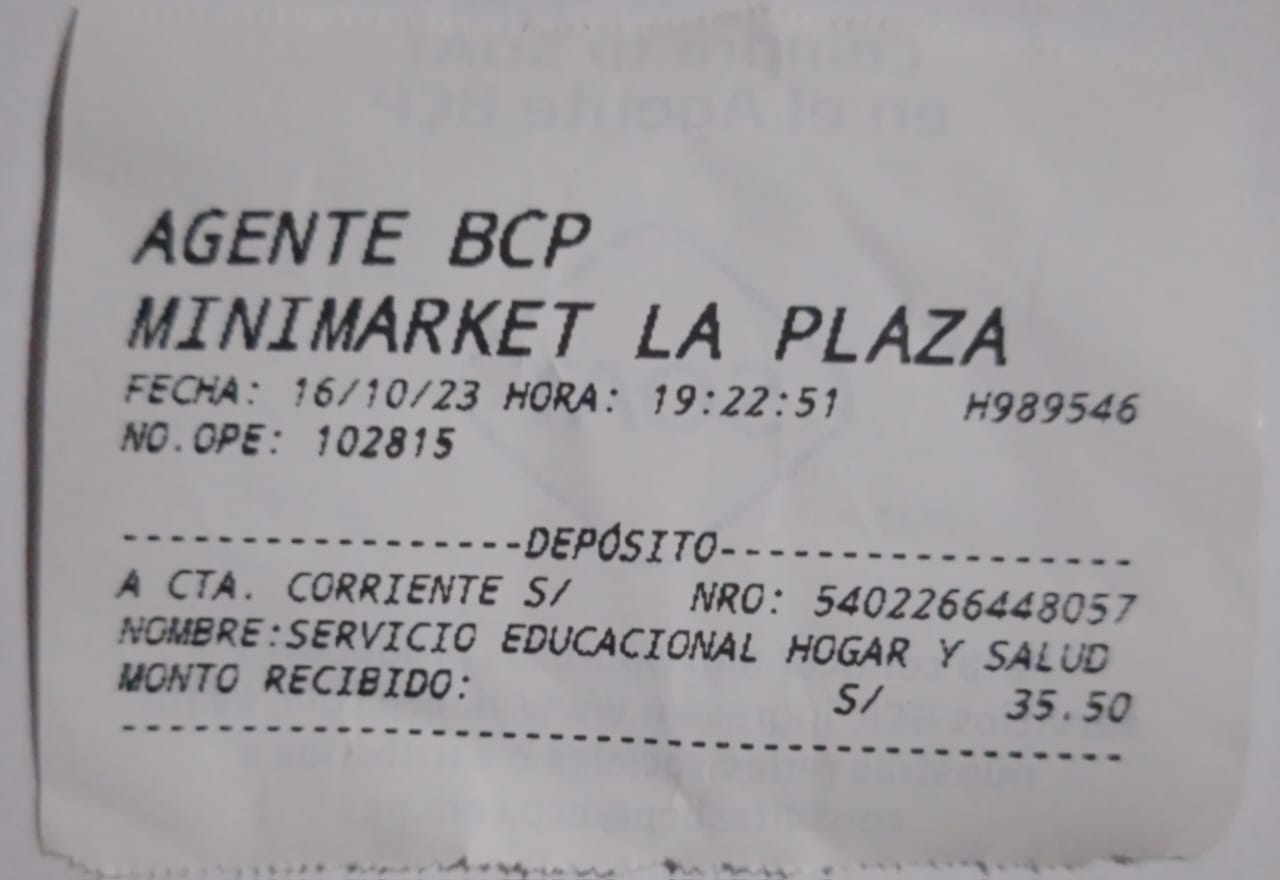 AGENTE BCP
MINIMARKET LA PLAZA
FECHA: 16/10/23 HORA: 19:22:51 H989546
NO.OPE: 102815
-----------------DEPÓSITO------------------
A CTA. CORRIENTE S/ NRO: 5402266448057
NOMBRE:SERVICIO EDUCACIONAL HOGAR Y SALUD
MONTO RECIBIDO: S/ 35.50
-------------------------------------------